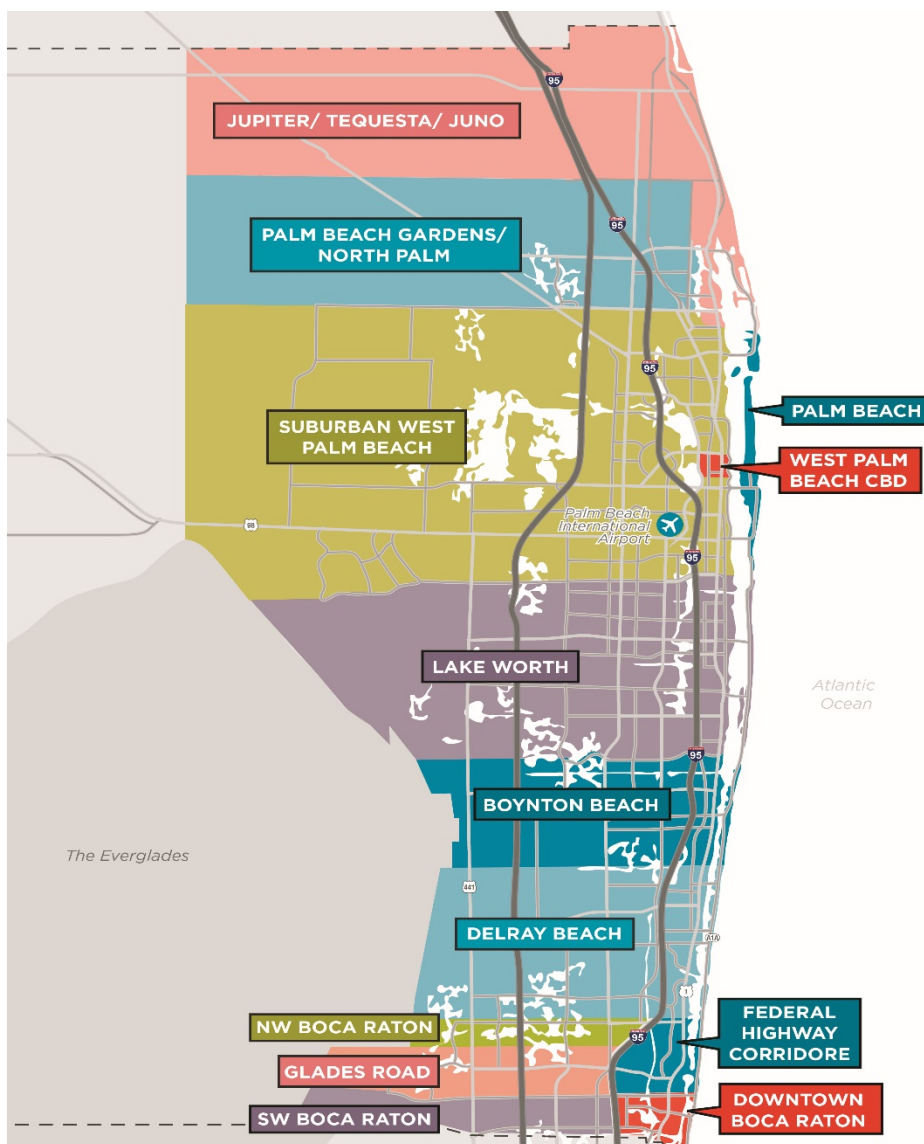 95
JUPITER/ TEQUESTA/ JUNO
95
PALM BEACH GARDENS/
NORTH PALM
95
PALM BEACH
SUBURBAN WEST
PALM BEACH
WEST PALM
BEACH CBD
98
Palm Beach
International
Airport
95
LAKE WORTH
Atlantic
Ocean
95
BOYNTON BEACH
The Everglades
441
DELRAY BEACH
A1A
1
FEDERAL
HIGHWAY
CORRIDORE
NW BOCA RATON
95
GLADES ROAD
DOWNTOWN
BOCA RATON
SW BOCA RATON